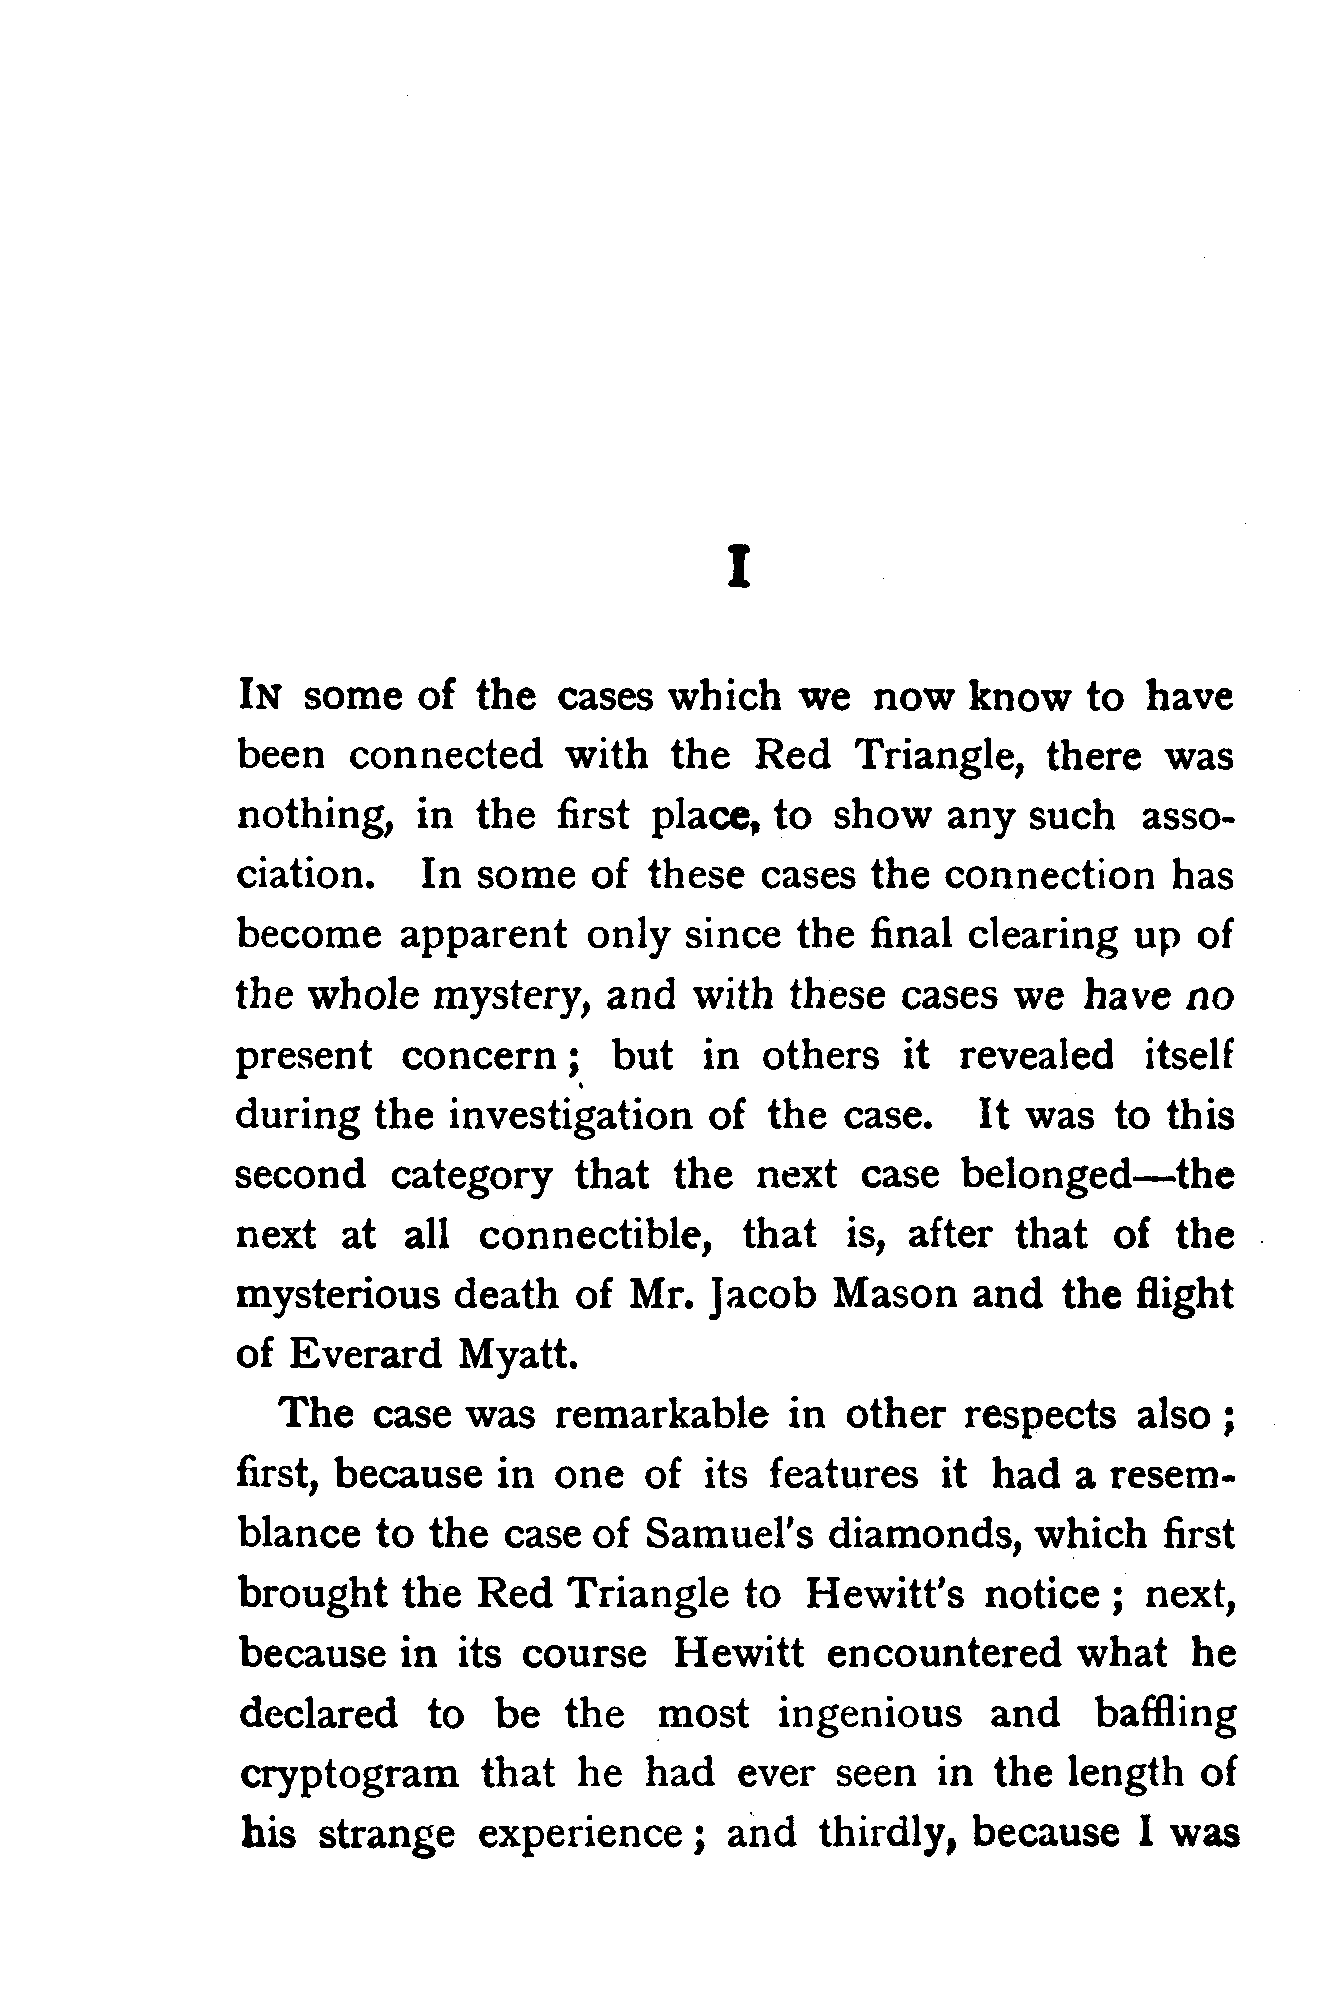 I
IN some of the cases which we now know to have
been connected with the Red Triangle, there was
nothing, in the first place, to show any such asso-
ciation. In some of these cases the connection has
become apparent only since the final clearing up of
the whole mystery, and with these cases we have no
present concern ; but in others it revealed itself
during the investigation of the case. It was to this
second category that the next case belonged—the
next at all connectible, that is, after that of the
mysterious death of Mr. Jacob Mason and the flight
of Everard Myatt.
The case was remarkable in other respects also ;
first, because in one of its features it had a resem-
blance to the case of Samuel's diamonds, which first
brought the Red Triangle to Hewitt's notice ; next,
because in its course Hewitt encountered what he
declared to be the most ingenious and baffling
cryptogram that he had ever seen in the length of
his strange experience ; and thirdly, because I was